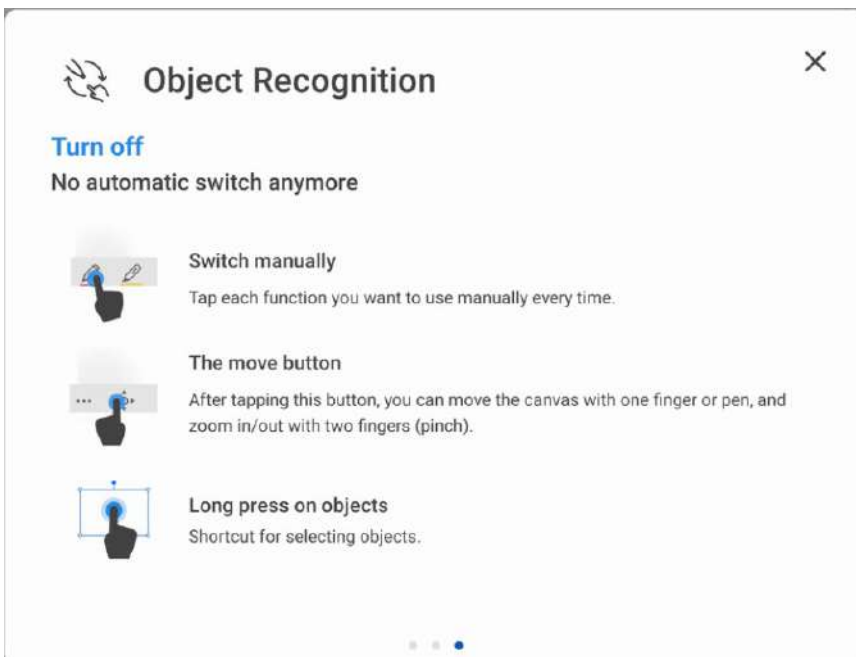 Object Recognition
Turn off
No automatic switch anymore
Switch manually
Tap each function you want to use manually every time.
The move button
After tapping this button, you can move the canvas with one finger or pen, and
zoom in/out with two fingers (pinch).
Long press on objects
Shortcut for selecting objects.